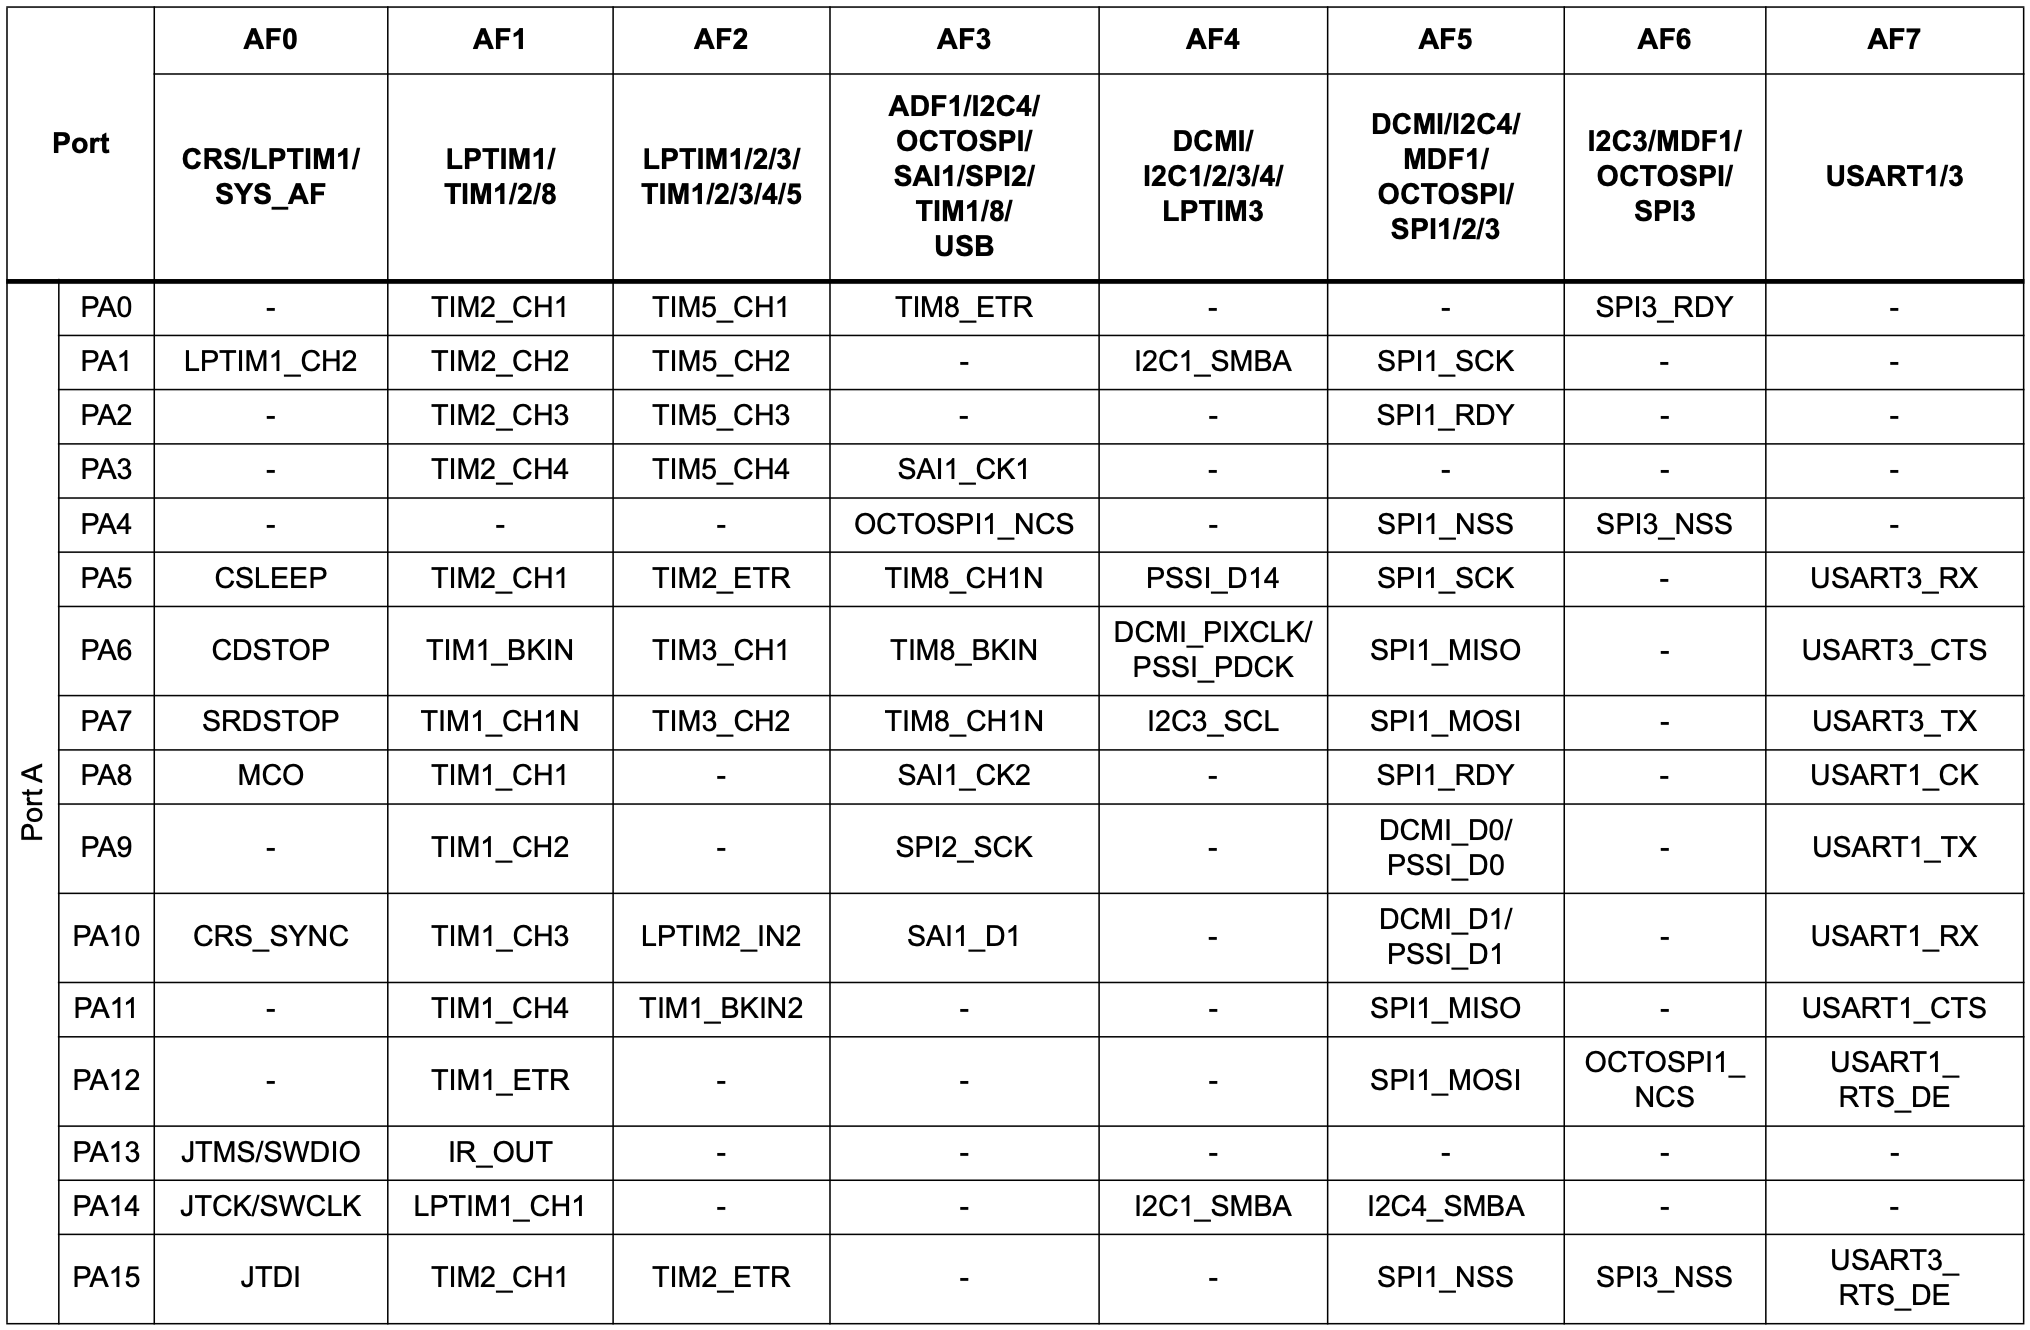 Port AF0 AF1 AF2 AF3 AF4 AF5 AF6 AF7
CRS/LPTIM1/
SYS_AF
LPTIM1/
TIM1/2/8
LPTIM1/2/3/
TIM1/2/3/4/5
ADF1/I2C4/
OCTOSPI/
SAI1/SPI2/
TIM1/8/
USB
DCMI/
I2C1/2/3/4/
LPTIM3
DCMI/I2C4/
MDF1/
OCTOSPI/
SPI1/2/3
I2C3/MDF1/
OCTOSPI/
SPI3
USART1/3
Port A
PA0 - TIM2_CH1 TIM5_CH1 TIM8_ETR - - SPI3_RDY -
PA1 LPTIM1_CH2 TIM2_CH2 TIM5_CH2 - I2C1_SMBA SPI1_SCK - -
PA2 - TIM2_CH3 TIM5_CH3 - - SPI1_RDY - -
PA3 - TIM2_CH4 TIM5_CH4 SAI1_CK1 - - - -
PA4 - - - OCTOSPI1_NCS - SPI1_NSS SPI3_NSS -
PA5 CSLEEP TIM2_CH1 TIM2_ETR TIM8_CH1N PSSI_D14 SPI1_SCK - USART3_RX
PA6 CDSTOP TIM1_BKIN TIM3_CH1 TIM8_BKIN DCMI_PIXCLK/
PSSI_PDCK SPI1_MISO - USART3_CTS
PA7 SRDSTOP TIM1_CH1N TIM3_CH2 TIM8_CH1N I2C3_SCL SPI1_MOSI - USART3_TX
PA8 MCO TIM1_CH1 - SAI1_CK2 - SPI1_RDY - USART1_CK
PA9 - TIM1_CH2 - SPI2_SCK - DCMI_D0/
PSSI_D0 - USART1_TX
PA10 CRS_SYNC TIM1_CH3 LPTIM2_IN2 SAI1_D1 - DCMI_D1/
PSSI_D1 - USART1_RX
PA11 - TIM1_CH4 TIM1_BKIN2 - - SPI1_MISO - USART1_CTS
PA12 - TIM1_ETR - - - SPI1_MOSI OCTOSPI1_
NCS USART1_
RTS_DE
PA13 JTMS/SWDIO IR_OUT - - - - - -
PA14 JTCK/SWCLK LPTIM1_CH1 - - I2C1_SMBA I2C4_SMBA - -
PA15 JTDI TIM2_CH1 TIM2_ETR - - SPI1_NSS SPI3_NSS USART3_
RTS_DE